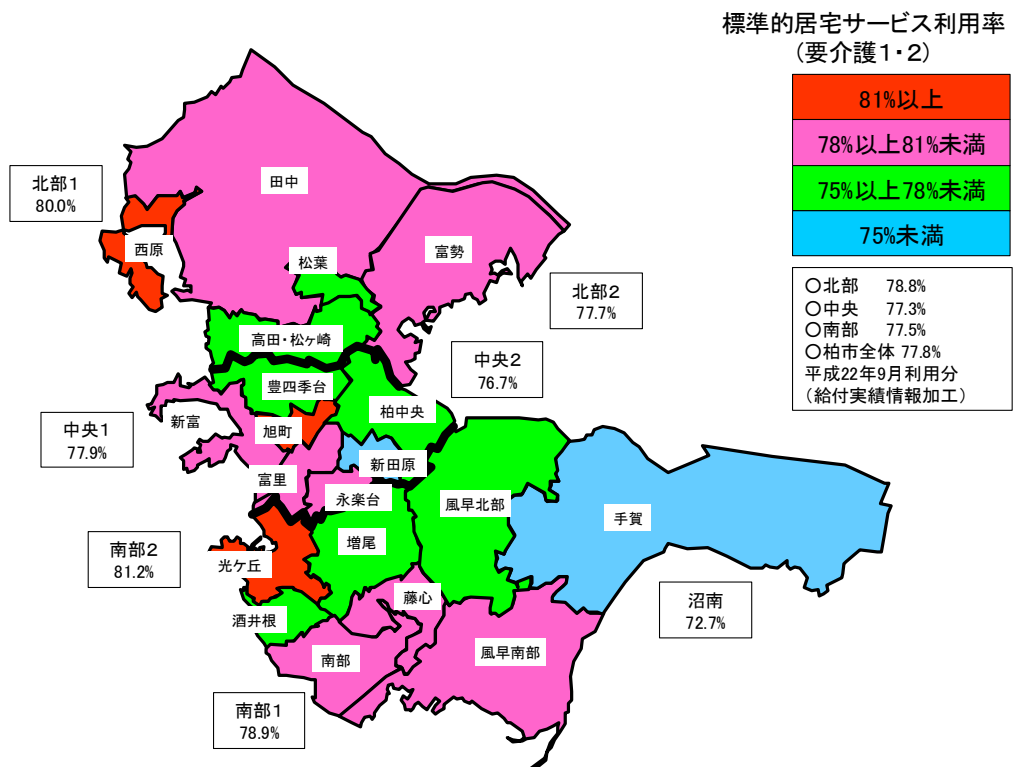 標準的居宅サービス利用率
(要介護1・2)
81%以上
78%以上81%未満
75%以上78%未満
75%未満
○北部 78.8%
○中央 77.3%
○南部 77.5%
○柏市全体 77.8%
平成22年9月利用分
(給付実績情報加工)
北部1
80.0%
田中
西原
松葉
富勢
北部2
77.7%
高田・松ヶ崎
中央2
76.7%
豊四季台
柏中央
新富
旭町
中央1
77.9%
新田原
富里
永楽台
風早北部
手賀
南部2
81.2%
増尾
光ケ丘
藤心
沼南
72.7%
酒井根
南部
風早南部
南部1
78.9%